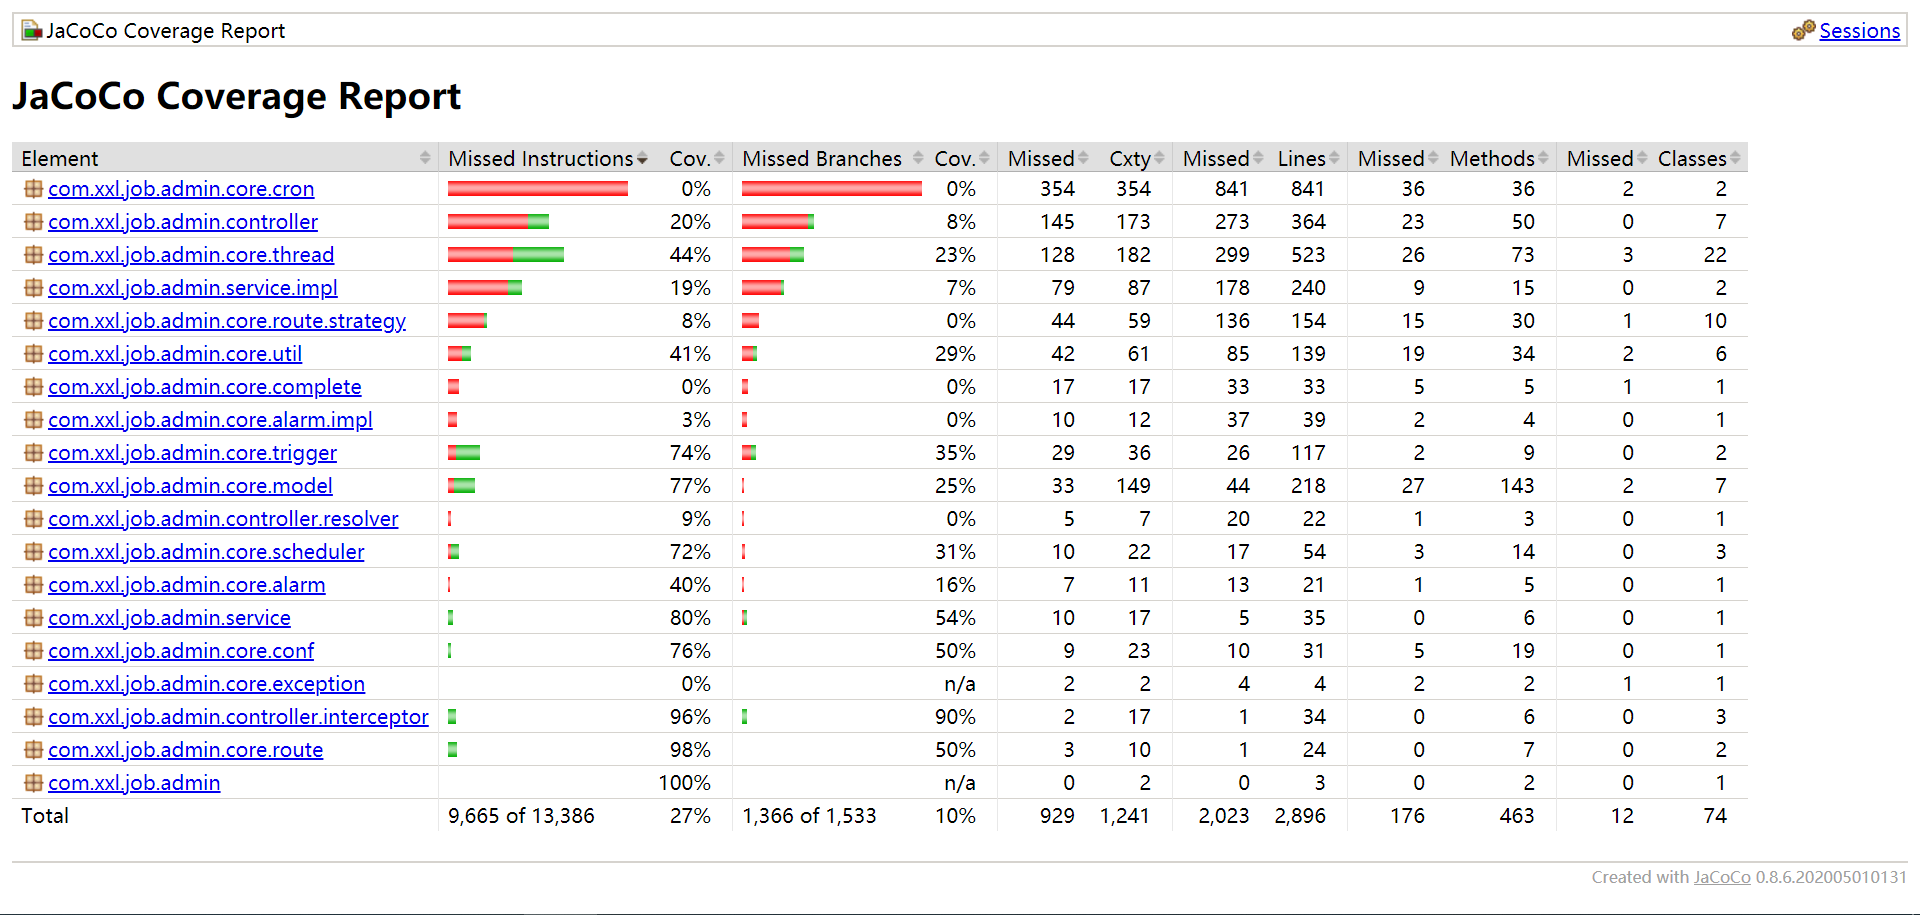 JaCoCo Coverage Report Sessions
JaCoCo Coverage Report
Element Missed Instructions Cov. Missed Branches Cov. Missed Cxty Missed Lines Missed Methods Missed Classes
com.xxl.job.admin.core.cron 0% 0% 354 354 841 841 36 36 2 2
com.xxl.job.admin.controller 20% 8% 145 173 273 364 23 50 0 7
com.xxl.job.admin.core.thread 44% 23% 128 182 299 523 26 73 3 22
com.xxl.job.admin.service.impl 19% 7% 79 87 178 240 9 15 0 2
com.xxl.job.admin.core.route.strategy 8% 0% 44 59 136 154 15 30 1 10
com.xxl.job.admin.core.util 41% 29% 42 61 85 139 19 34 2 6
com.xxl.job.admin.core.complete 0% 0% 17 17 33 33 5 5 1 1
com.xxl.job.admin.core.alarm.impl 3% 0% 10 12 37 39 2 4 0 1
com.xxl.job.admin.core.trigger 74% 35% 29 36 26 117 2 9 0 2
com.xxl.job.admin.core.model 77% 25% 33 149 44 218 27 143 2 7
com.xxl.job.admin.controller.resolver 9% 0% 5 7 20 22 1 3 0 1
com.xxl.job.admin.core.scheduler 72% 31% 10 22 17 54 3 14 0 3
com.xxl.job.admin.core.alarm 40% 16% 7 11 13 21 1 5 0 1
com.xxl.job.admin.service 80% 54% 10 17 5 35 0 6 0 1
com.xxl.job.admin.core.conf 76% 50% 9 23 10 31 5 19 0 1
com.xxl.job.admin.core.exception 0% n/a 2 2 4 4 2 2 1 1
com.xxl.job.admin.controller.interceptor 96% 90% 2 17 1 34 0 6 0 3
com.xxl.job.admin.core.route 98% 50% 3 10 1 24 0 7 0 2
com.xxl.job.admin 100% n/a 0 2 0 3 0 2 0 1
Total 9,665 of 13,386 27% 1,366 of 1,533 10% 929 1,241 2,023 2,896 176 463 12 74
Created with JaCoCo 0.8.6.202005010131